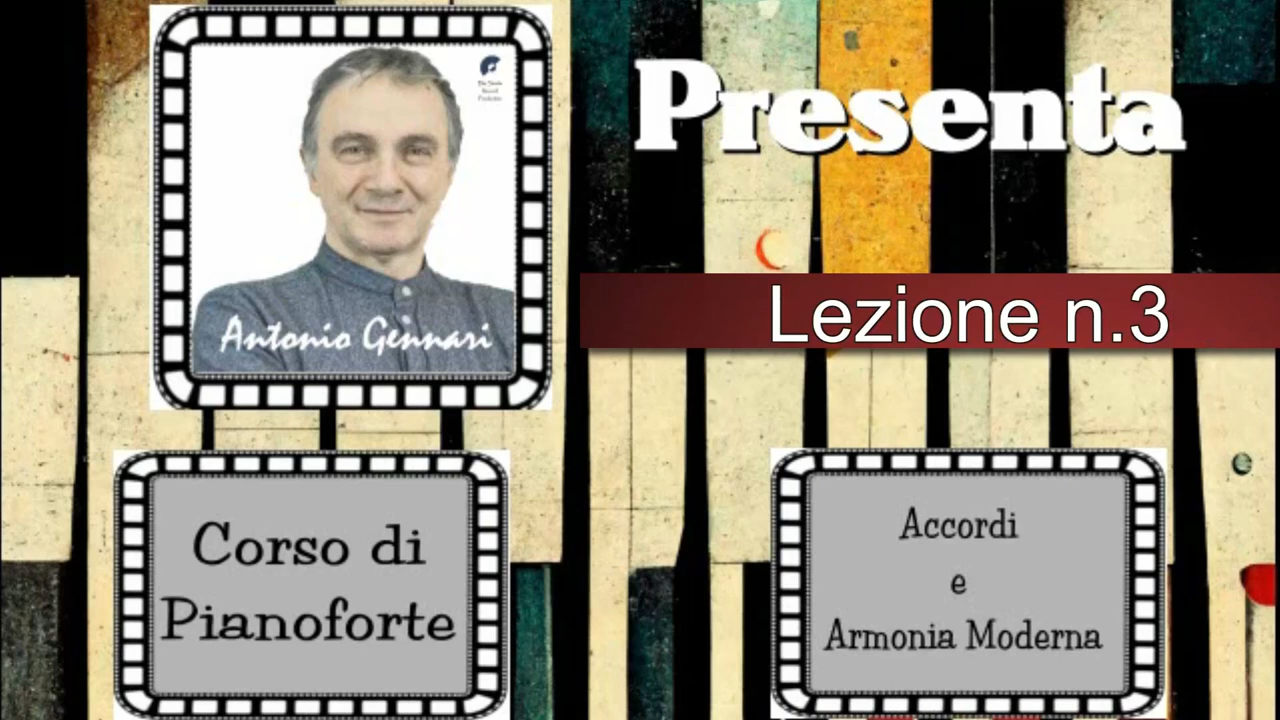 Presenta
Antonio Gennari
Lezione n.3
Corso di
Pianoforte
Accordi
e
Armonia Moderna